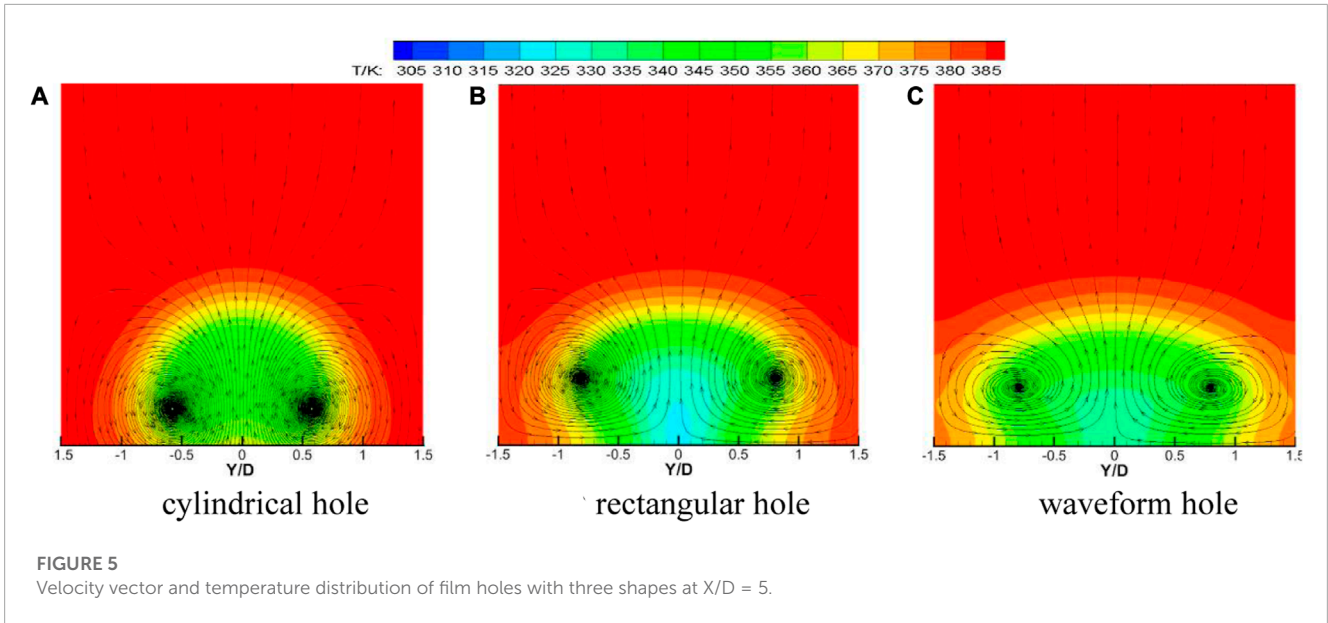 T/K: 305 310 315 320 325 330 335 340 345 350 355 360 365 370 375 380 385
A B C
1.5 -1 -0.5 0 0.5 1 1.5
-1.5 -1 -0.5 0 0.5 1 1.5
-1.5 -1 -0.5 0 0.5 1 1.5
Y/D Y/D Y/D
cylindrical hole rectangular hole waveform hole
FIGURE 5
Velocity vector and temperature distribution of film holes with three shapes at X/D = 5.